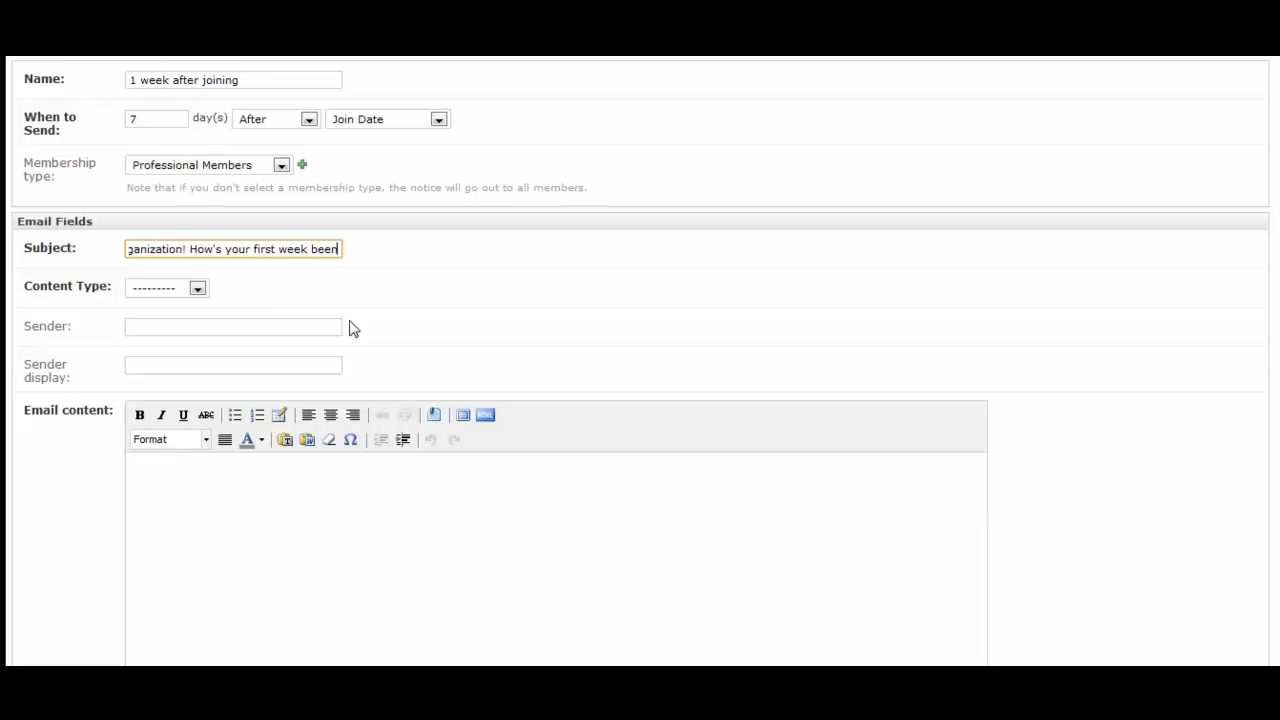 Name: 1 week after joining
When to Send: 7 day(s) After Join Date
Membership type: Professional Members
Note that if you don't select a membership type, the notice will go out to all members.
Email Fields
Subject: ganization! How's your first week been
Content Type: ---------
Sender:
Sender display:
Email content:
B I U ABC
HTML
Format A T W Ω